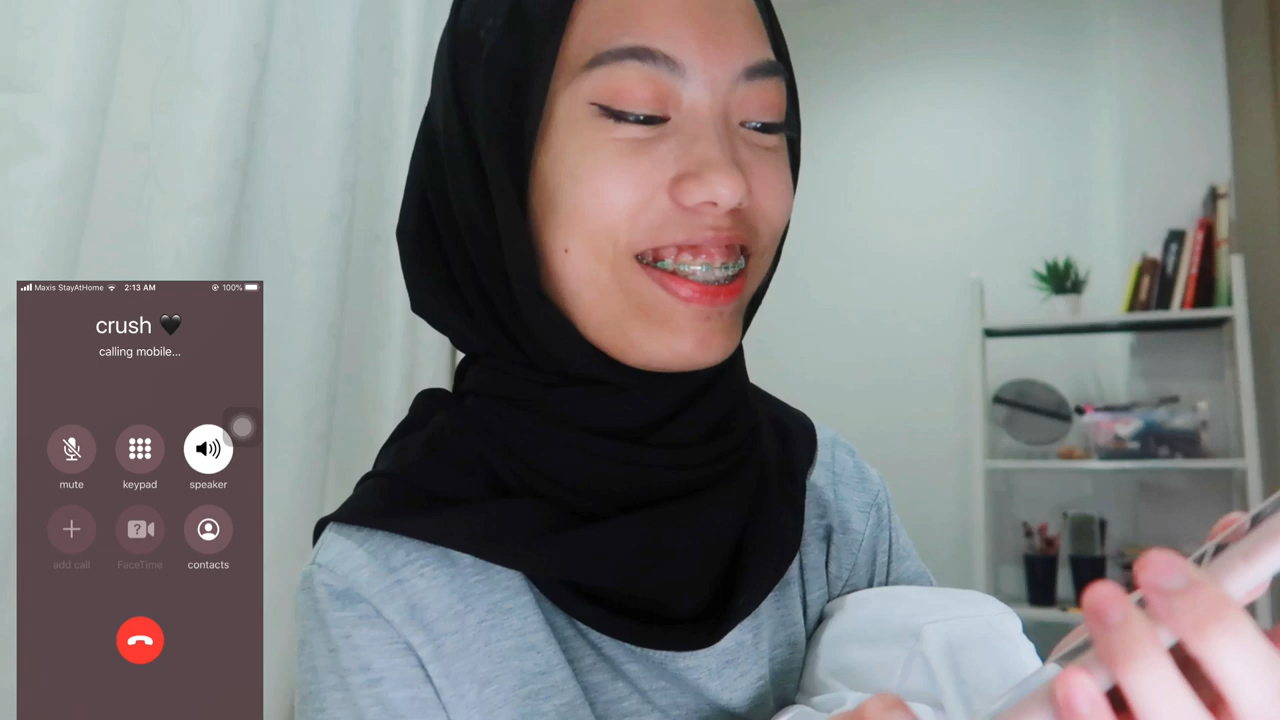 Maxis StayAtHome 2:13 AM 100%
crush 🖤
calling mobile...
mute keypad speaker
add call FaceTime contacts